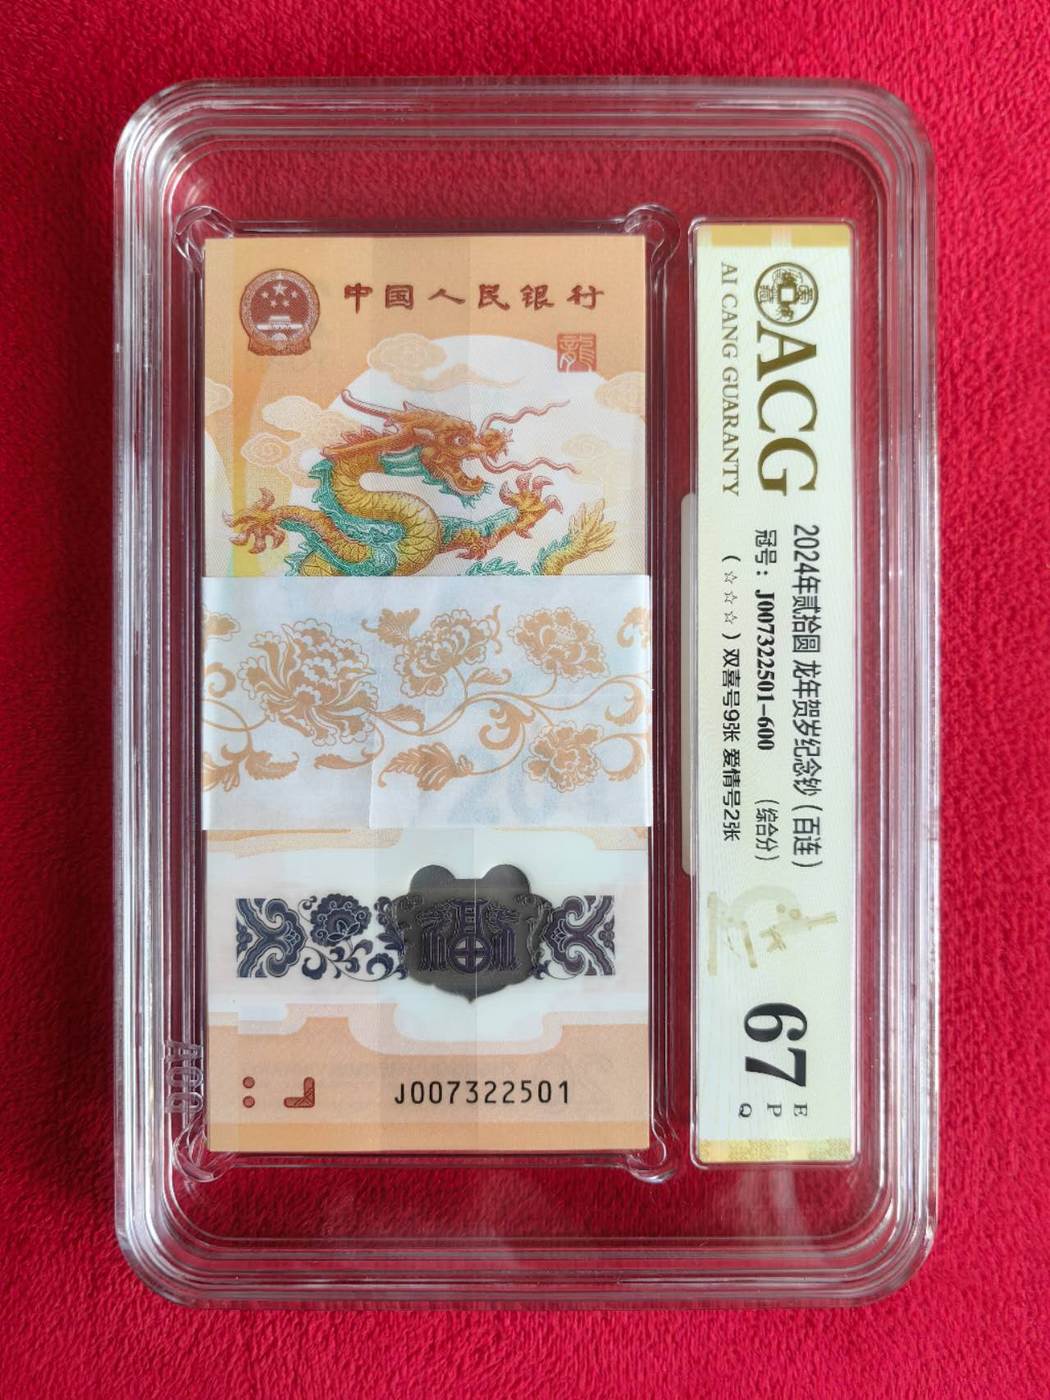 中国人民银行
龍
J007322501
ACG
ACG
AI CANG GUARANTY
2024年贰拾圆 龙年贺岁纪念钞（百连）
冠号：J007322501-600 （综合分）
（☆☆☆）双喜号9张 爱情号2张
67
E
P
Q